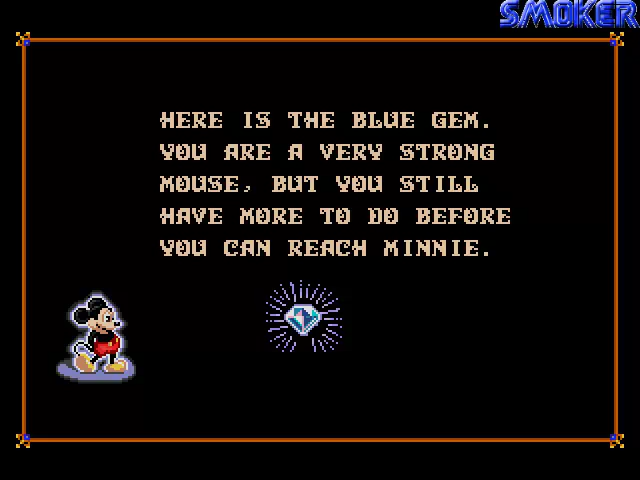 SMOKER
HERE IS THE BLUE GEM.
YOU ARE A VERY STRONG
MOUSE, BUT YOU STILL
HAVE MORE TO DO BEFORE
YOU CAN REACH MINNIE.